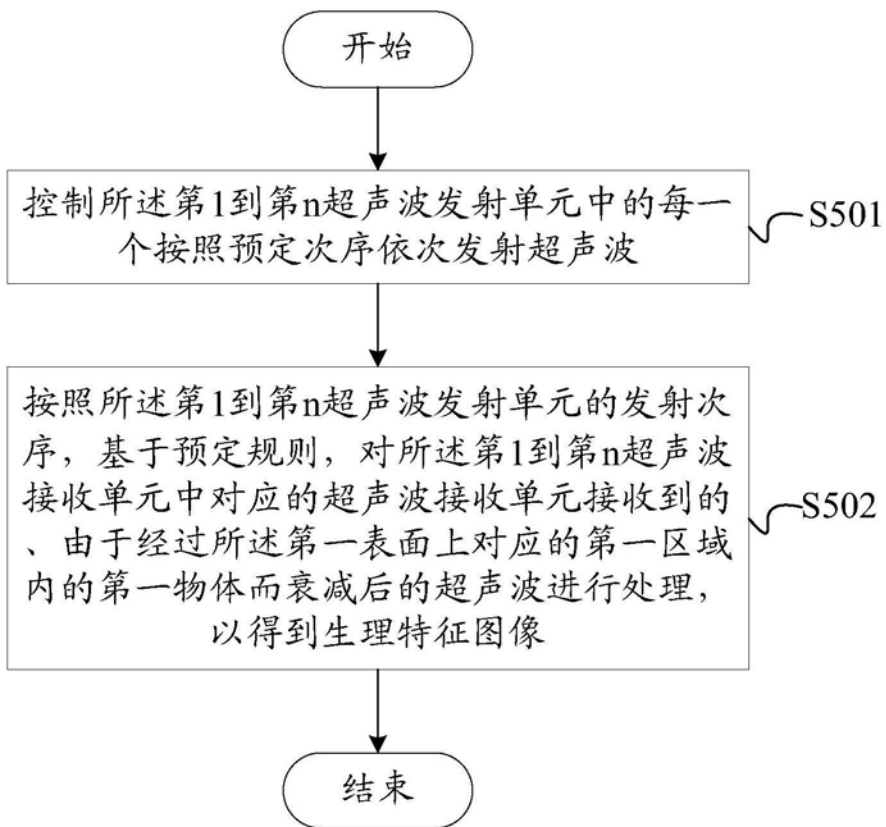 开始
控制所述第1到第n超声波发射单元中的每一
个按照预定次序依次发射超声波
S501
按照所述第1到第n超声波发射单元的发射次
序，基于预定规则，对所述第1到第n超声波
接收单元中对应的超声波接收单元接收到的
、由于经过所述第一表面上对应的第一区域
内的第一物体而衰减后的超声波进行处理，
以得到生理特征图像
S502
结束